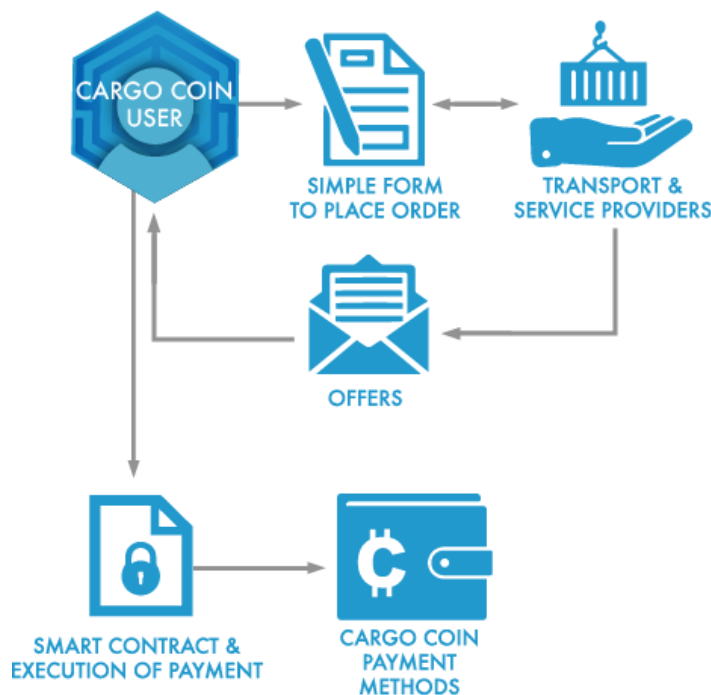 CARGO COIN
USER
SIMPLE FORM
TO PLACE ORDER
TRANSPORT &
SERVICE PROVIDERS
OFFERS
SMART CONTRACT &
EXECUTION OF PAYMENT
CARGO COIN
PAYMENT
METHODS